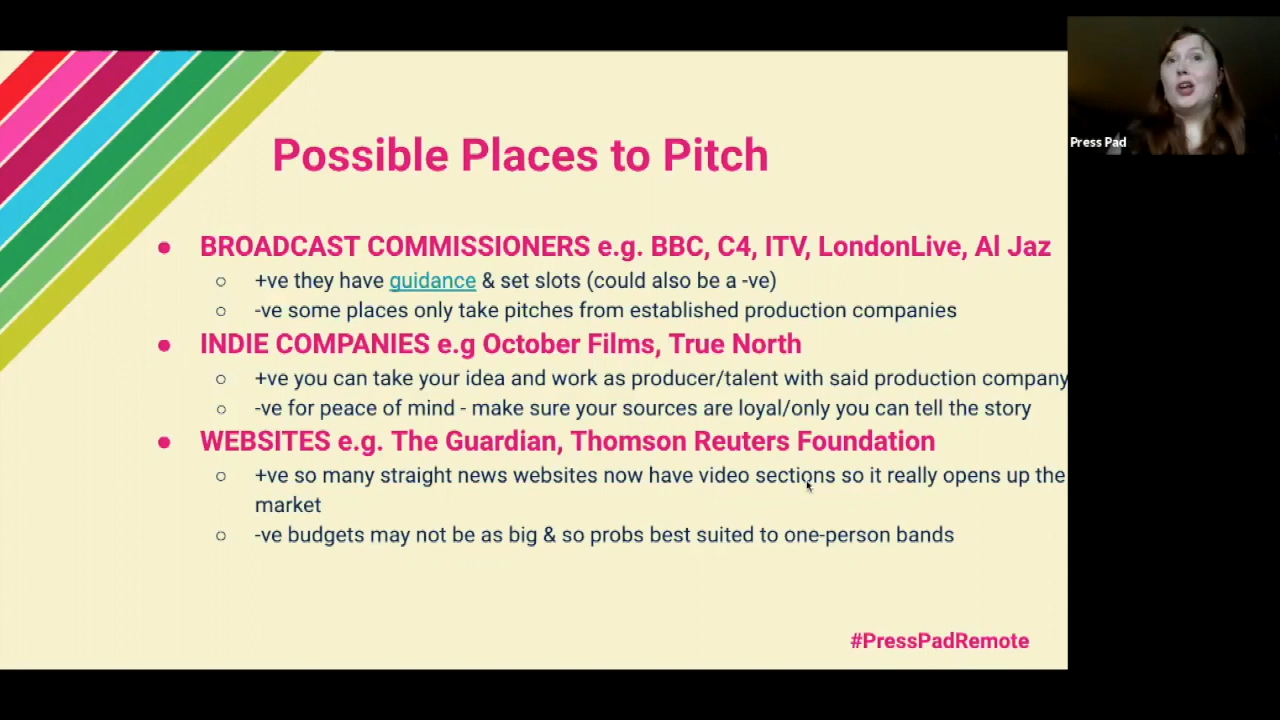 Possible Places to Pitch
● BROADCAST COMMISSIONERS e.g. BBC, C4, ITV, LondonLive, Al Jaz
○ +ve they have guidance & set slots (could also be a -ve)
○ -ve some places only take pitches from established production companies
● INDIE COMPANIES e.g October Films, True North
○ +ve you can take your idea and work as producer/talent with said production company
○ -ve for peace of mind - make sure your sources are loyal/only you can tell the story
● WEBSITES e.g. The Guardian, Thomson Reuters Foundation
○ +ve so many straight news websites now have video sections so it really opens up the
market
○ -ve budgets may not be as big & so probs best suited to one-person bands
#PressPadRemote
Press Pad